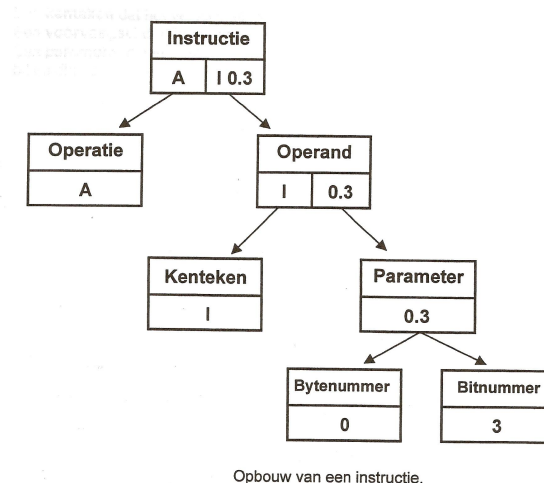 Instructie
A I 0.3
Operatie
A
Operand
I 0.3
Kenteken
I
Parameter
0.3
Bytenummer
0
Bitnummer
3
Opbouw van een instructie.